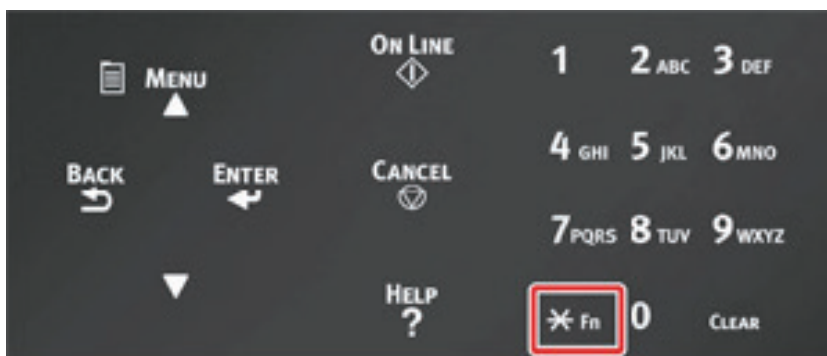 MENU
BACK
ENTER
ON LINE
CANCEL
HELP
?
1 2 ABC 3 DEF
4 GHI 5 JKL 6 MNO
7 PQRS 8 TUV 9 WXYZ
* Fn 0 CLEAR